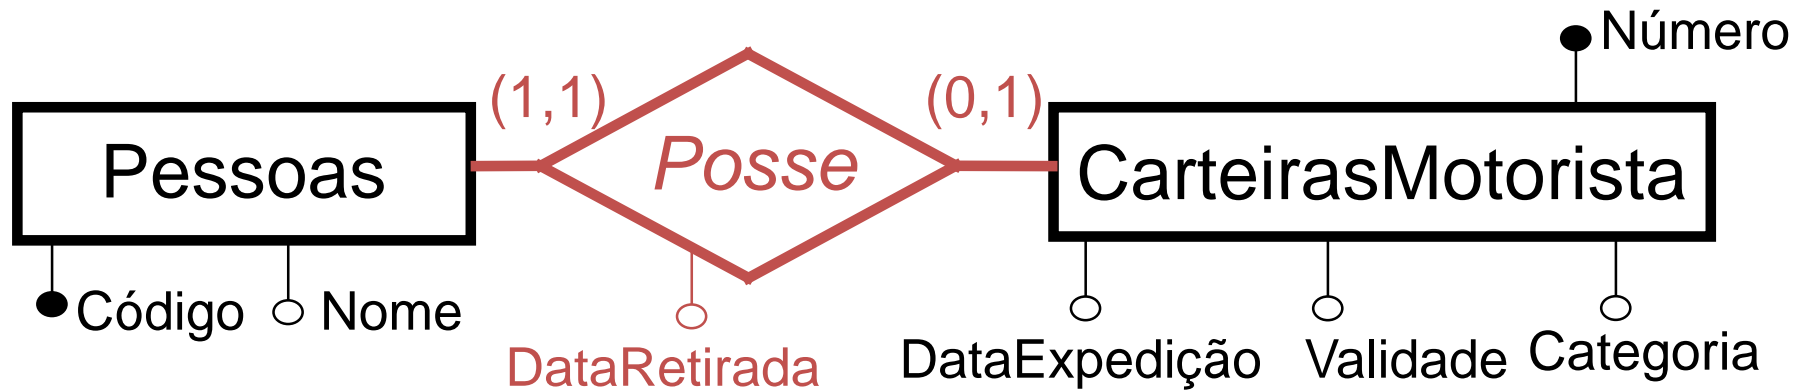 Número
(1,1)
(0,1)
Pessoas
Posse
CarteirasMotorista
Código
Nome
DataRetirada
DataExpedição
Validade
Categoria